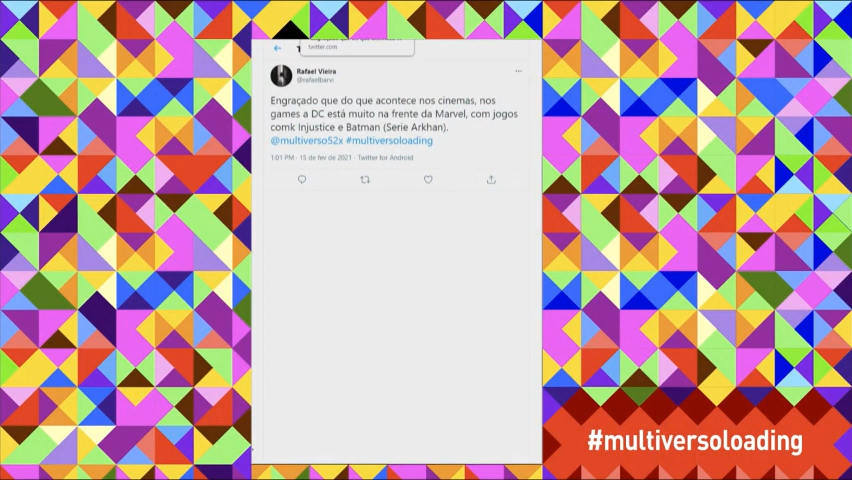 twitter.com
Rafael Vieira
@rafaelbarvi
Engraçado que do que acontece nos cinemas, nos
games a DC está muito na frente da Marvel, com jogos
comk Injustice e Batman (Serie Arkhan).
@multiverso52x #multiversoloading
1:01 PM · 15 de fev de 2021 · Twitter for Android
#multiversoloading